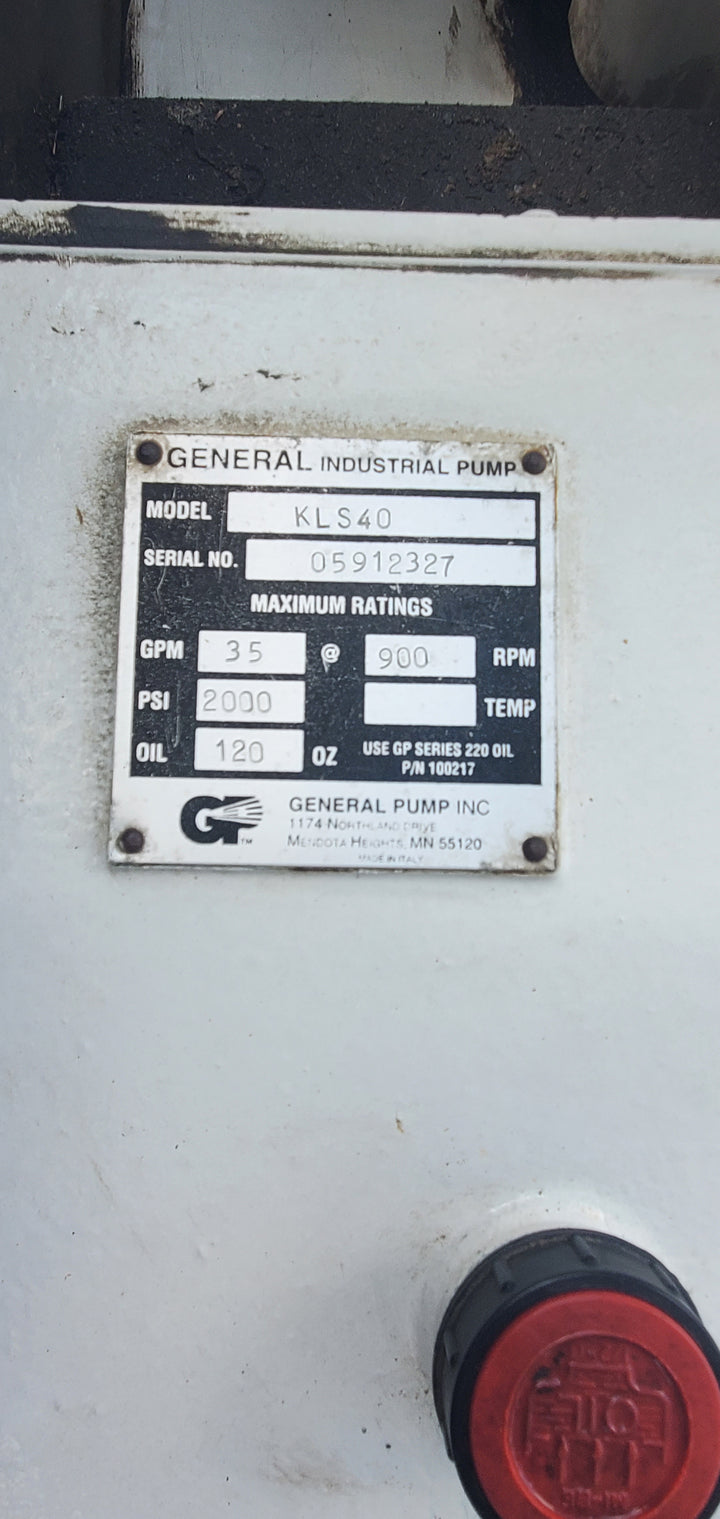 GENERAL INDUSTRIAL PUMP
MODEL KLS40
SERIAL NO. 05912327
MAXIMUM RATINGS
GPM 35 @ 900 RPM
PSI 2000 TEMP
OIL 120 OZ USE GP SERIES 220 OIL
P/N 100217
GP™ GENERAL PUMP INC
1174 NORTHLAND DRIVE
MENDOTA HEIGHTS, MN 55120
MADE IN ITALY